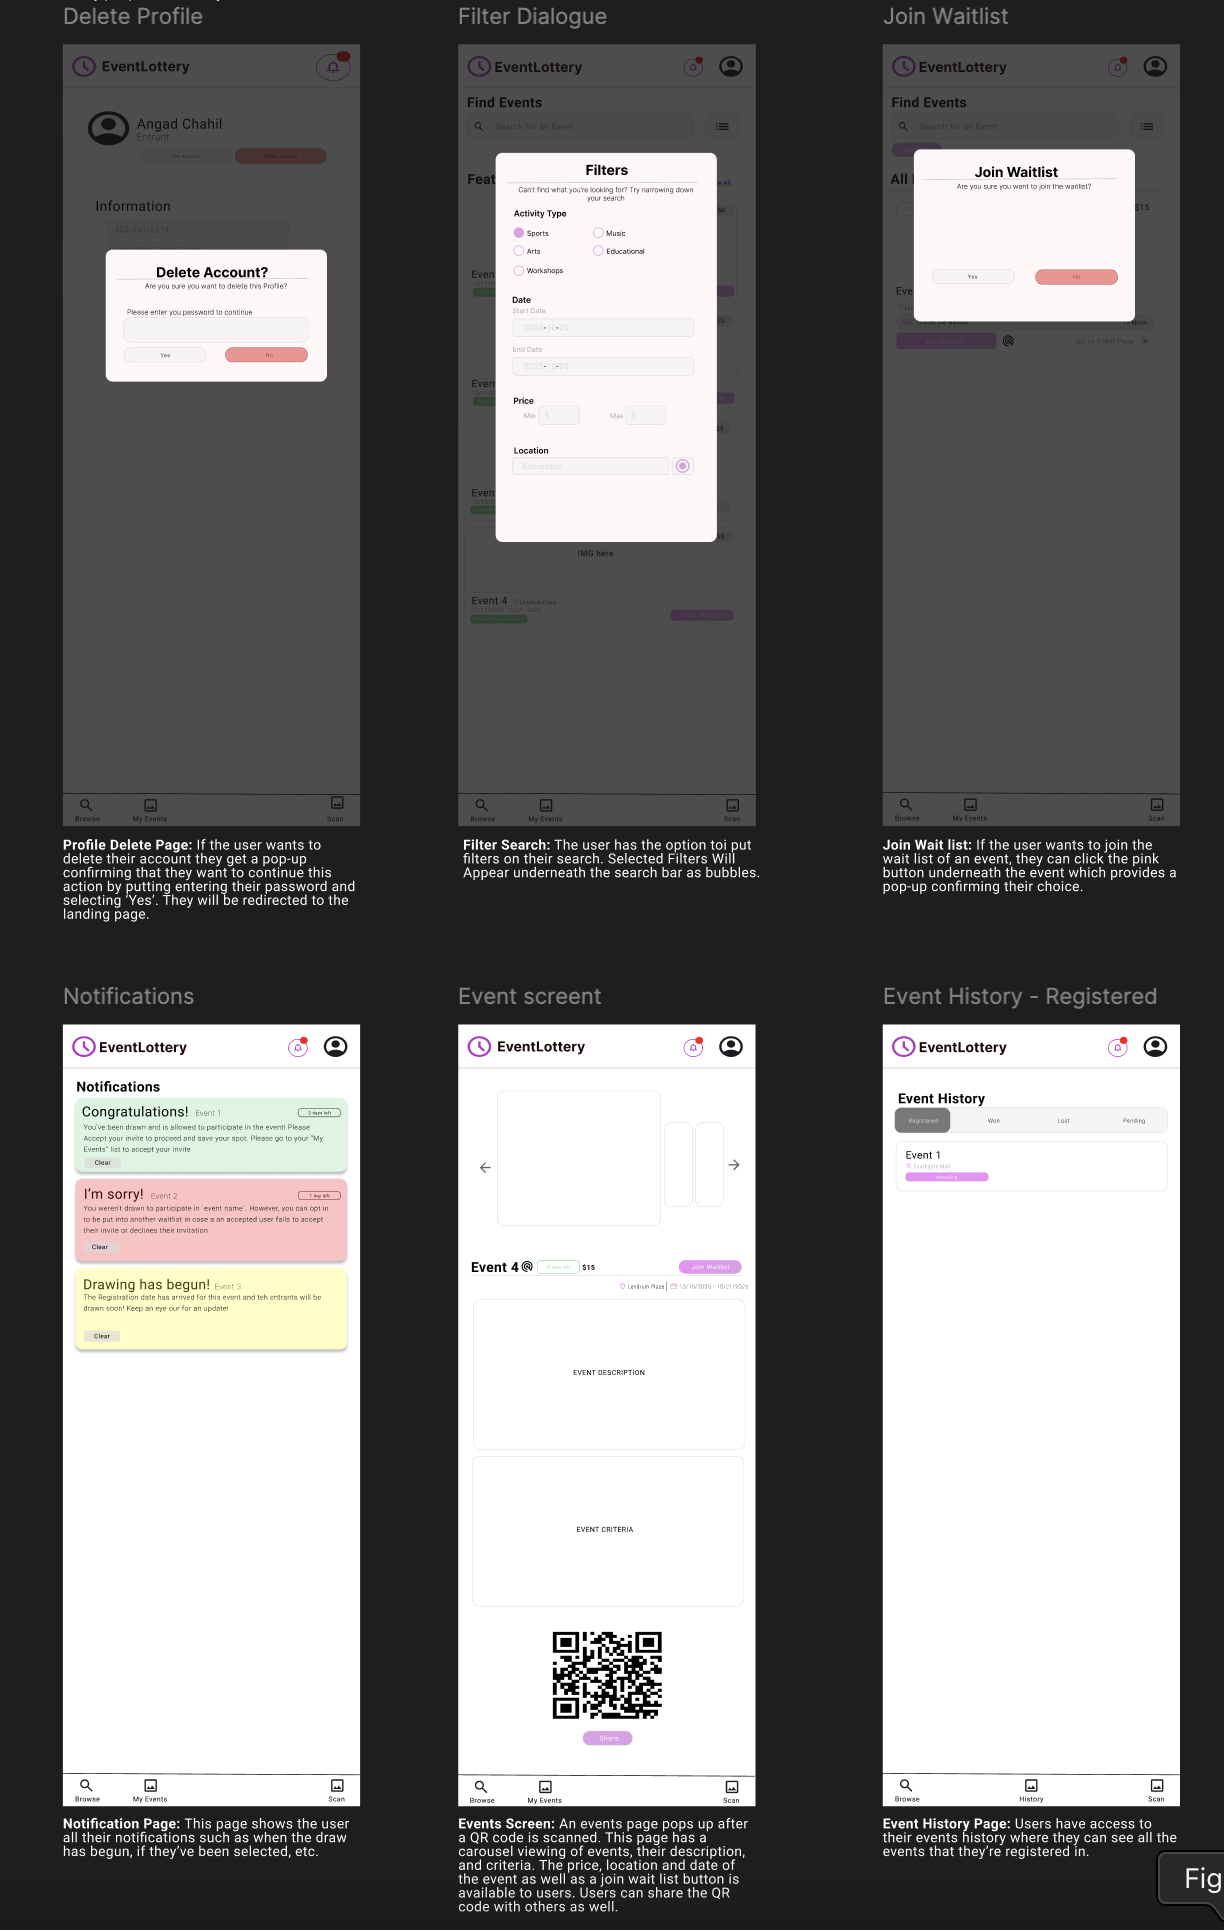 Delete Profile
EventLottery
Angad Chahil
Entrant
Edit Account
Delete Account
Information
403-441-1314
Delete Account?
Are you sure you want to delete this Profile?
Please enter you password to continue
Yes
No
Browse
My Events
Scan
Profile Delete Page: If the user wants to
delete their account they get a pop-up
confirming that they want to continue this
action by putting entering their password and
selecting ‘Yes’. They will be redirected to the
landing page.
Filter Dialogue
EventLottery
Find Events
Search for an Event
Feat
Filters
Can't find what you're looking for? Try narrowing down
your search
Activity Type
Sports
Music
Arts
Educational
Workshops
Date
Start Date
2025-10-20
End Date
2025-10-20
Price
Min $
Max $
Location
Edmonton
Even
Even
Even
IMG here
Event 4 Lendrum Place
Browse
My Events
Scan
Filter Search: The user has the option toi put
filters on their search. Selected Filters Will
Appear underneath the search bar as bubbles.
Join Waitlist
EventLottery
Find Events
Search for an Event
All
$15
Join Waitlist
Are you sure you want to join the waitlist?
Yes
No
Eve
Join Waitlist
Go to Event Page
Browse
My Events
Scan
Join Wait list: If the user wants to join the
wait list of an event, they can click the pink
button underneath the event which provides a
pop-up confirming their choice.
Notifications
EventLottery
Notifications
Congratulations! Event 1
2 days left
You've been drawn and is allowed to participate in the event! Please
Accept your invite to proceed and save your spot. Please go to your "My
Events" list to accept your invite
Clear
I'm sorry! Event 2
1 day left
You weren't drawn to participate in `event name`. However, you can opt in
to be put into another waitlist in case a an accepted user fails to accept
their invite or declines their invitation
Clear
Drawing has begun! Event 3
The Registration date has arrived for this event and teh entrants will be
drawn soon! Keep an eye our for an update!
Clear
Browse
My Events
Scan
Notification Page: This page shows the user
all their notifications such as when the draw
has begun, if they've been selected, etc.
Event screent
EventLottery
Event 4
days left
$15
Join Waitlist
Lendrum Place
10/15/2025 - 10/21/2025
EVENT DESCRIPTION
EVENT CRITERIA
Share
Browse
My Events
Scan
Events Screen: An events page pops up after
a QR code is scanned. This page has a
carousel viewing of events, their description,
and criteria. The price, location and date of
the event as well as a join wait list button is
available to users. Users can share the QR
code with others as well.
Event History - Registered
EventLottery
Event History
Registered
Won
Lost
Pending
Event 1
Southgate Mall
Attending
Browse
History
Scan
Event History Page: Users have access to
their events history where they can see all the
events that they're registered in.
Fig